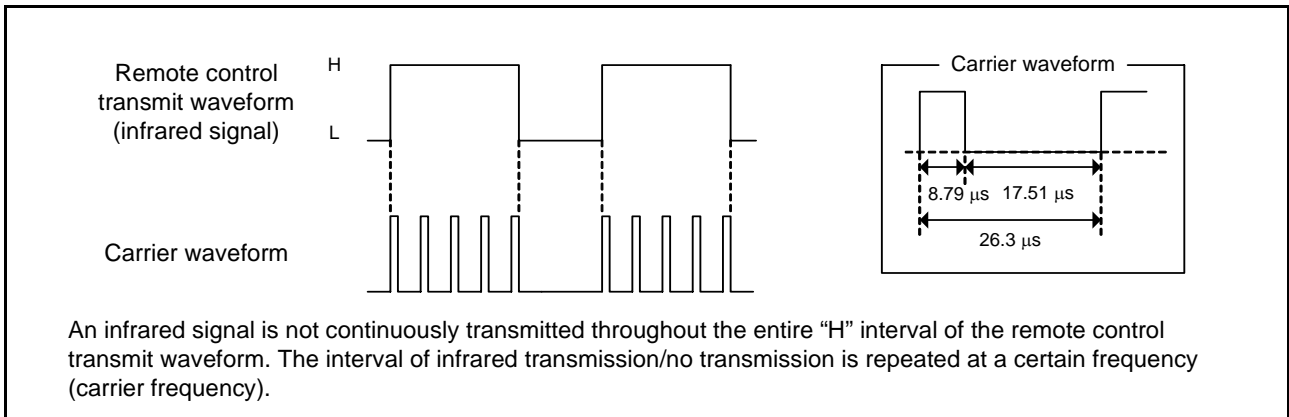 Remote control
transmit waveform
(infrared signal)
H
L
Carrier waveform
Carrier waveform
8.79 μs 17.51 μs
26.3 μs
An infrared signal is not continuously transmitted throughout the entire “H” interval of the remote control
transmit waveform. The interval of infrared transmission/no transmission is repeated at a certain frequency
(carrier frequency).